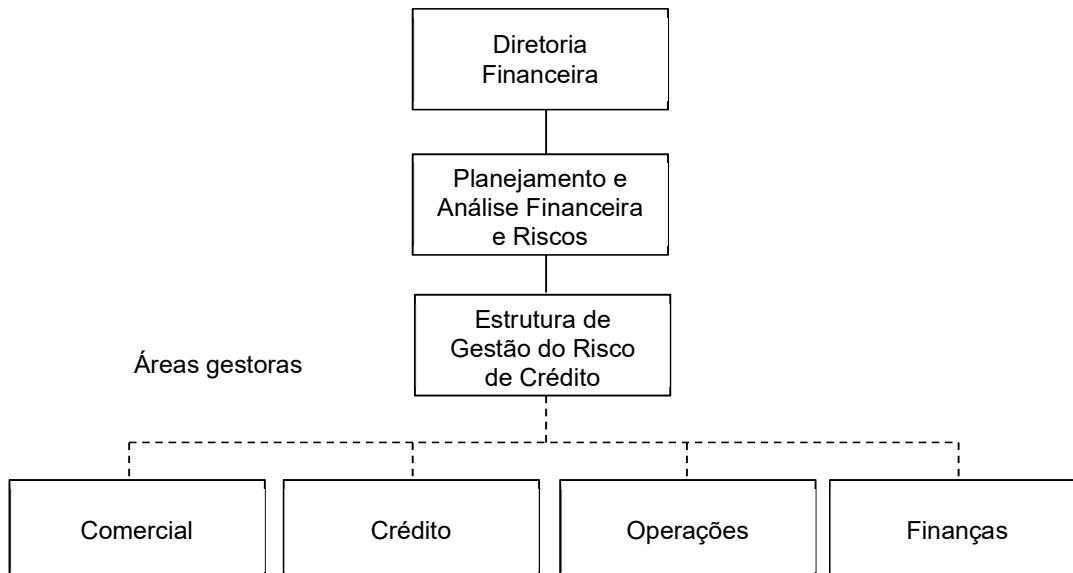 Diretoria
Financeira
Planejamento e
Análise Financeira
e Riscos
Estrutura de
Gestão do Risco
de Crédito
Áreas gestoras
Comercial
Crédito
Operações
Finanças